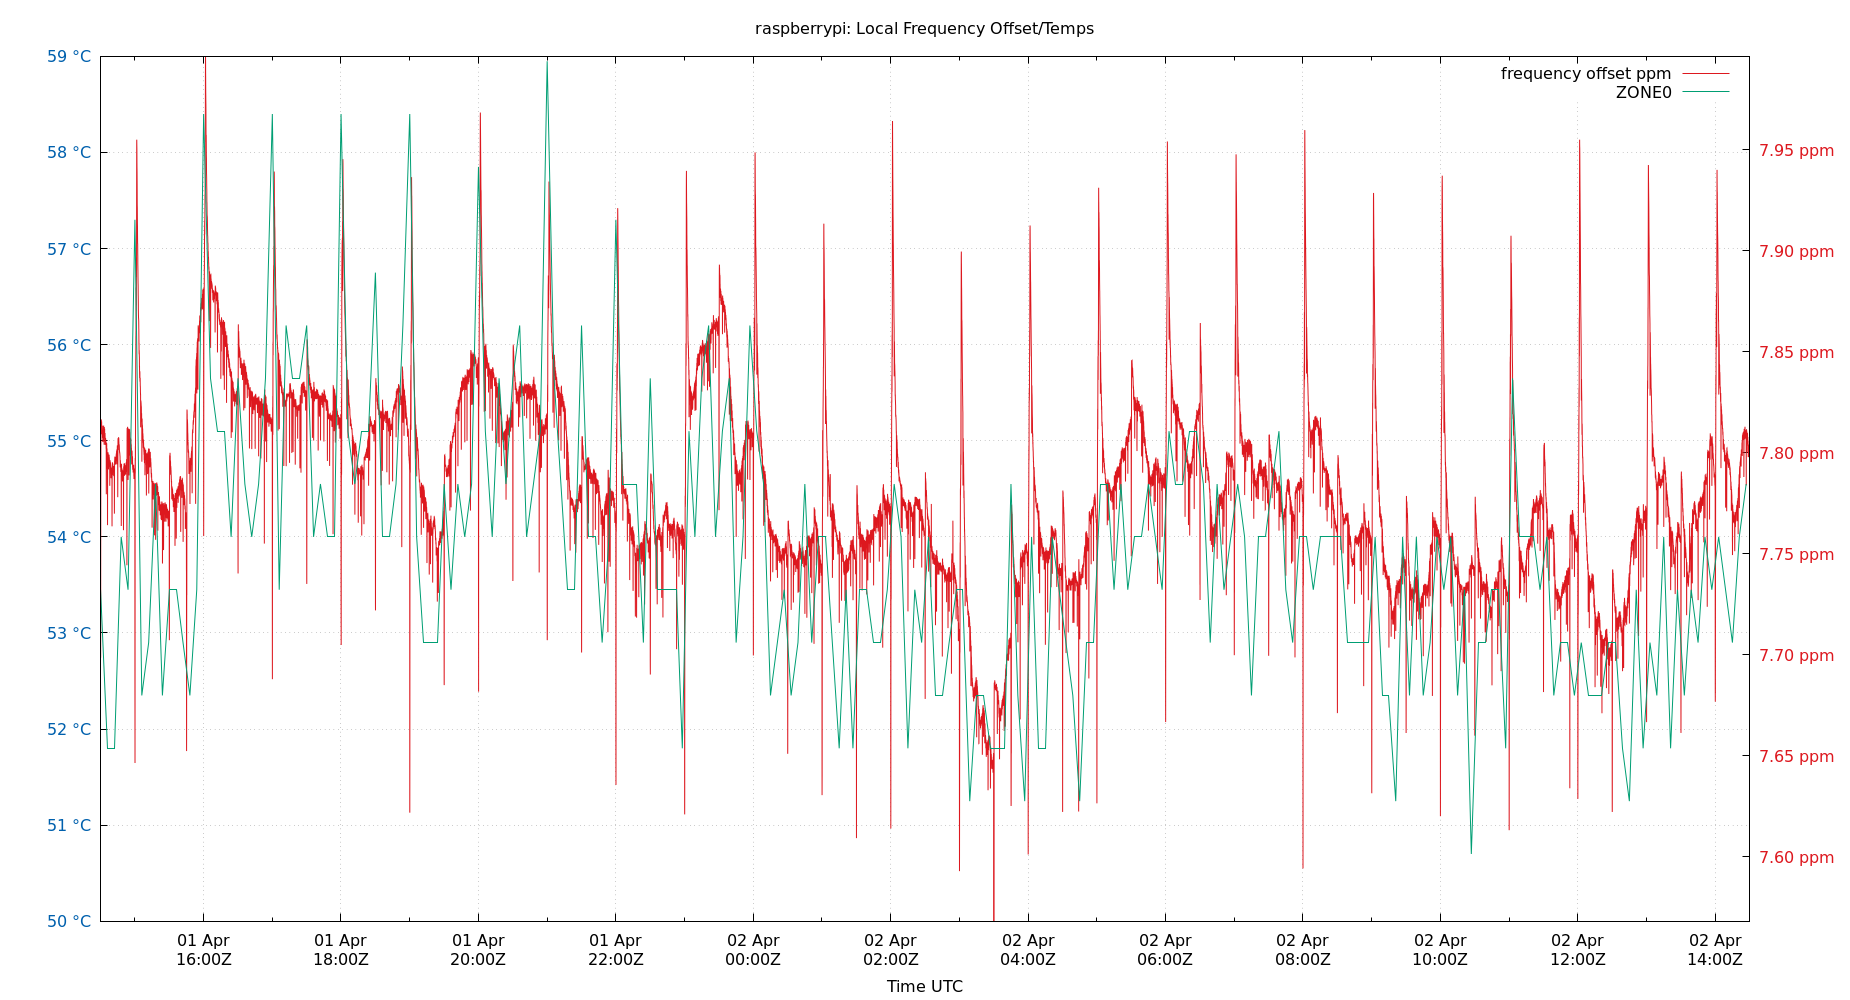 raspberrypi: Local Frequency Offset/Temps
frequency offset ppm
ZONE0
59 °C
58 °C
57 °C
56 °C
55 °C
54 °C
53 °C
52 °C
51 °C
50 °C
7.95 ppm
7.90 ppm
7.85 ppm
7.80 ppm
7.75 ppm
7.70 ppm
7.65 ppm
7.60 ppm
01 Apr
16:00Z
01 Apr
18:00Z
01 Apr
20:00Z
01 Apr
22:00Z
02 Apr
00:00Z
02 Apr
02:00Z
02 Apr
04:00Z
02 Apr
06:00Z
02 Apr
08:00Z
02 Apr
10:00Z
02 Apr
12:00Z
02 Apr
14:00Z
Time UTC